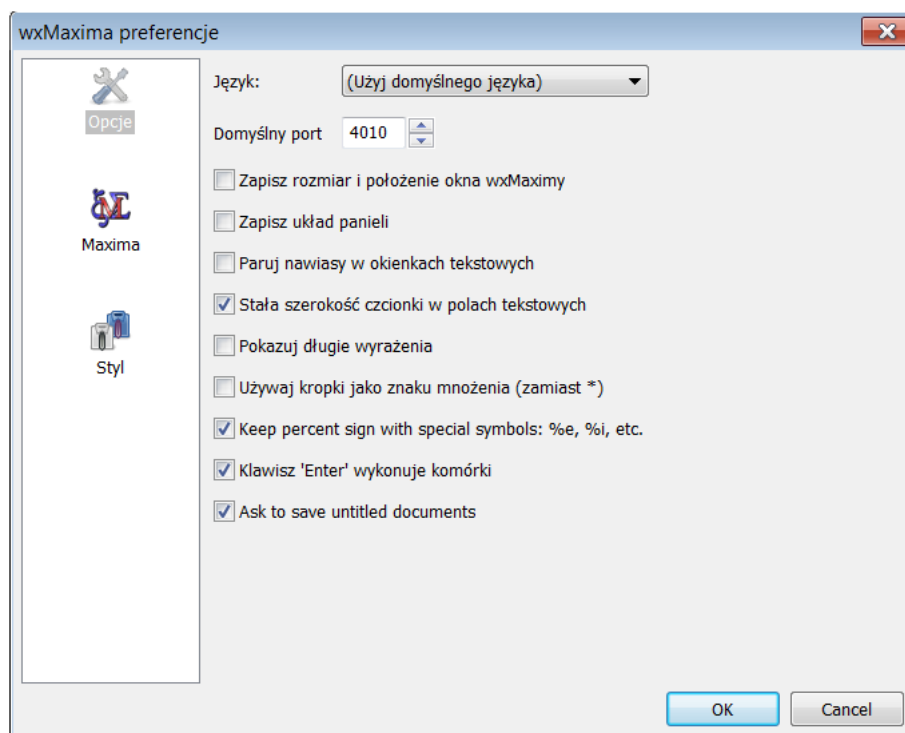 wxMaxima preferencje
Opcje
Maxima
Styl
Język: (Użyj domyślnego języka)
Domyślny port 4010
Zapisz rozmiar i położenie okna wxMaximy
Zapisz układ panieli
Paruj nawiasy w okienkach tekstowych
Stała szerokość czcionki w polach tekstowych
Pokazuj długie wyrażenia
Używaj kropki jako znaku mnożenia (zamiast *)
Keep percent sign with special symbols: %e, %i, etc.
Klawisz 'Enter' wykonuje komórki
Ask to save untitled documents
OK Cancel